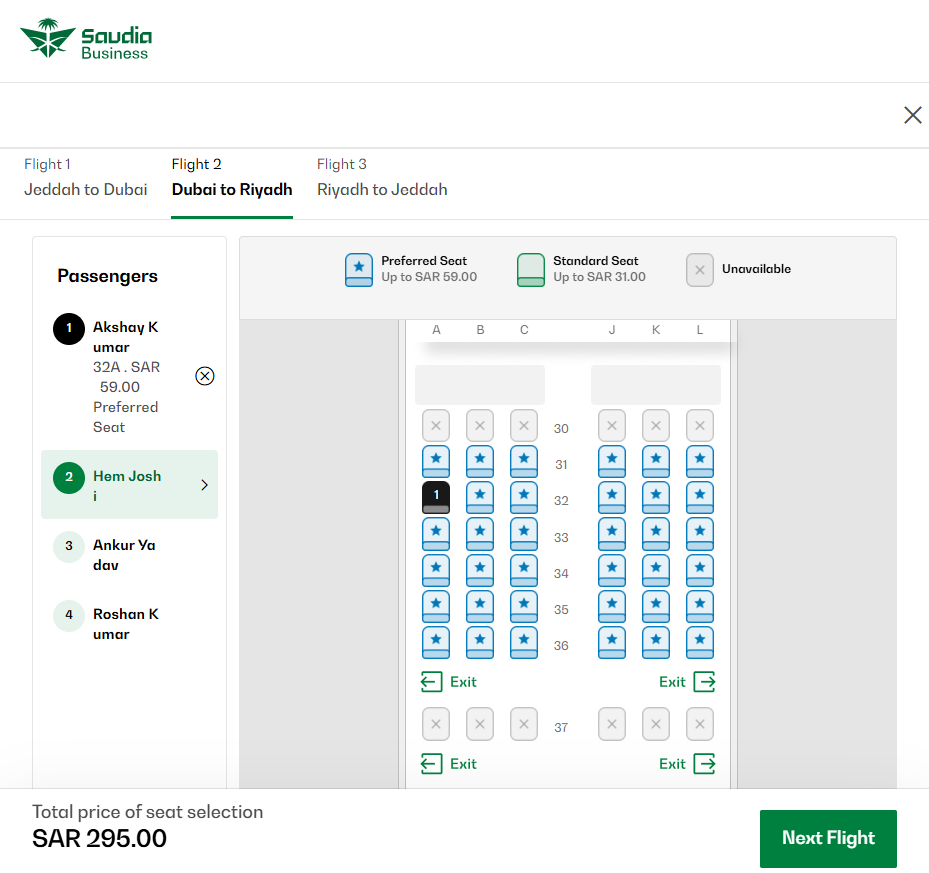 Saudia
Business
Flight 1
Jeddah to Dubai
Flight 2
Dubai to Riyadh
Flight 3
Riyadh to Jeddah
Passengers
1
Akshay K
umar
32A . SAR
59.00
Preferred
Seat
2
Hem Josh
i
3
Ankur Ya
dav
4
Roshan K
umar
Preferred Seat
Up to SAR 59.00
Standard Seat
Up to SAR 31.00
Unavailable
A B C J K L
30
31
1 32
33
34
35
36
Exit Exit
37
Exit Exit
Total price of seat selection
SAR 295.00
Next Flight